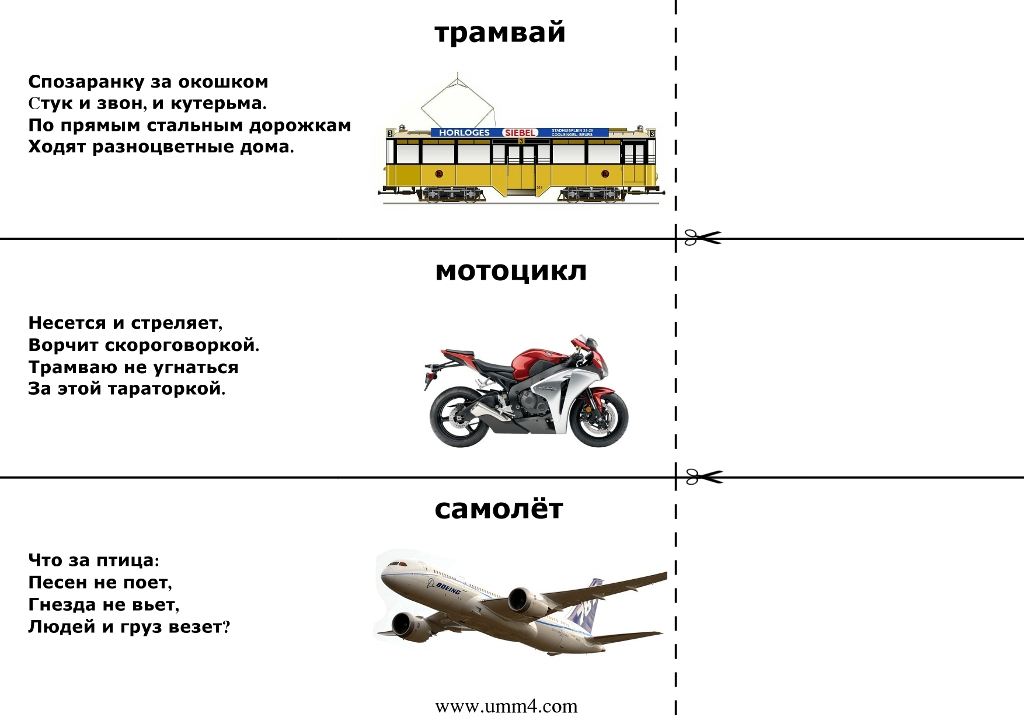 трамвай
Спозаранку за окошком
Стук и звон, и кутерьма.
По прямым стальным дорожкам
Ходят разноцветные дома.
3 HORLOGES SIEBEL 3
мотоцикл
Несется и стреляет,
Ворчит скороговоркой.
Трамваю не угнаться
За этой тараторкой.
самолёт
Что за птица:
Песен не поет,
Гнезда не вьет,
Людей и груз везет?
BOEING
www.umm4.com